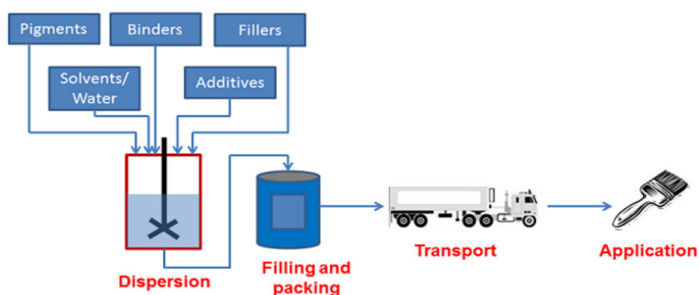 Pigments
Binders
Fillers
Solvents/
Water
Additives
Dispersion
Filling and
packing
Transport
Application